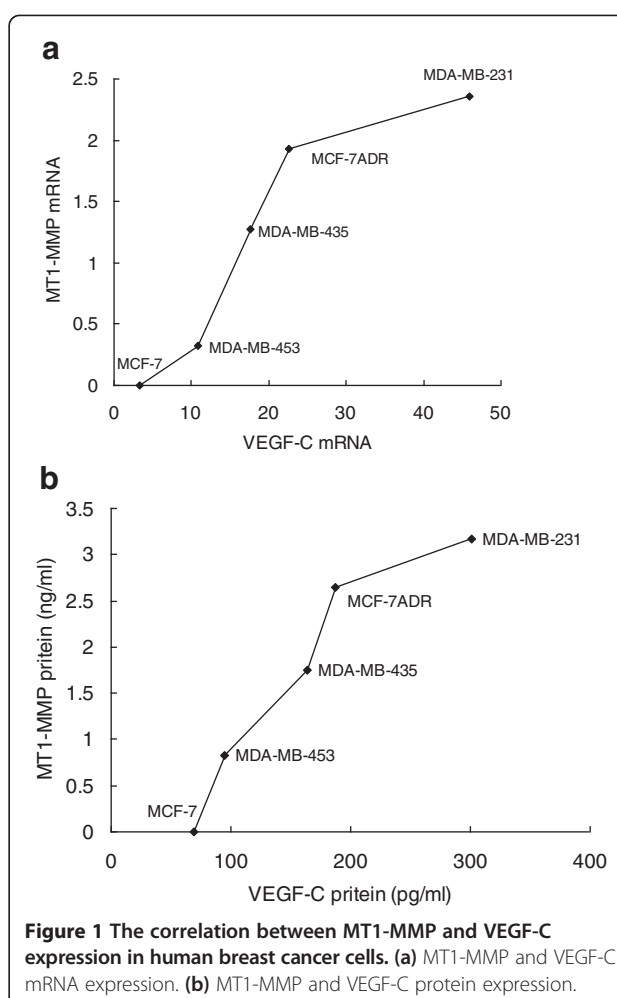 a
2.5
2
1.5
1
0.5
0
MT1-MMP mRNA
MDA-MB-231
MCF-7ADR
MDA-MB-435
MDA-MB-453
MCF-7
0 10 20 30 40 50
VEGF-C mRNA
b
3.5
3
2.5
2
1.5
1
0.5
0
MT1-MMP pritein (ng/ml)
MDA-MB-231
MCF-7ADR
MDA-MB-435
MDA-MB-453
MCF-7
0 100 200 300 400
VEGF-C pritein (pg/ml)
Figure 1 The correlation between MT1-MMP and VEGF-C
expression in human breast cancer cells. (a) MT1-MMP and VEGF-C
mRNA expression. (b) MT1-MMP and VEGF-C protein expression.